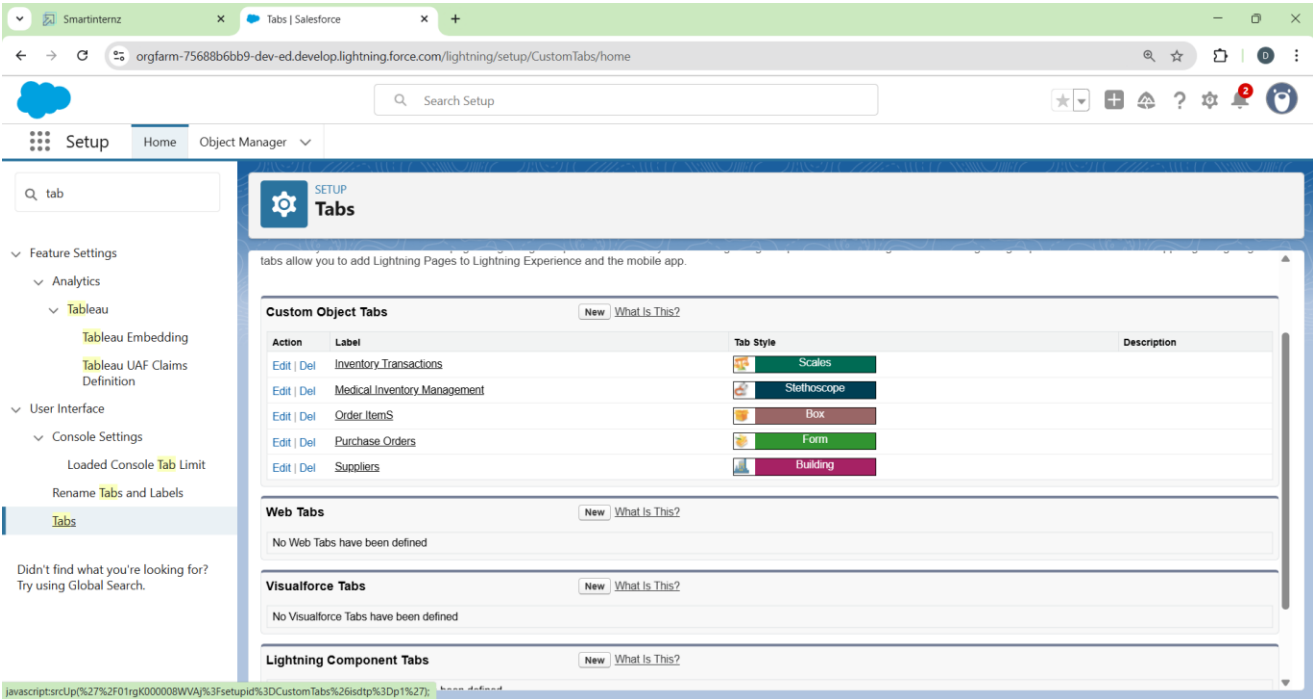 Smartinternz
Tabs | Salesforce
orgfarm-75688b6bb9-dev-ed.develop.lightning.force.com/lightning/setup/CustomTabs/home
D
Search Setup
2
Setup
Home
Object Manager
tab
SETUP
Tabs
Feature Settings
Analytics
Tableau
Tableau Embedding
Tableau UAF Claims
Definition
User Interface
Console Settings
Loaded Console Tab Limit
Rename Tabs and Labels
Tabs
Didn't find what you're looking for?
Try using Global Search.
tabs allow you to add Lightning Pages to Lightning Experience and the mobile app.
Custom Object Tabs New What Is This?
Action Label Tab Style Description
Edit | Del Inventory Transactions Scales
Edit | Del Medical Inventory Management Stethoscope
Edit | Del Order ItemS Box
Edit | Del Purchase Orders Form
Edit | Del Suppliers Building
Web Tabs New What Is This?
No Web Tabs have been defined
Visualforce Tabs New What Is This?
No Visualforce Tabs have been defined
Lightning Component Tabs New What Is This?
javascript:srcUp(%27%2F01rgK000008WVAj%3Fsetupid%3DCustomTabs%26isdtp%3Dp1%27);